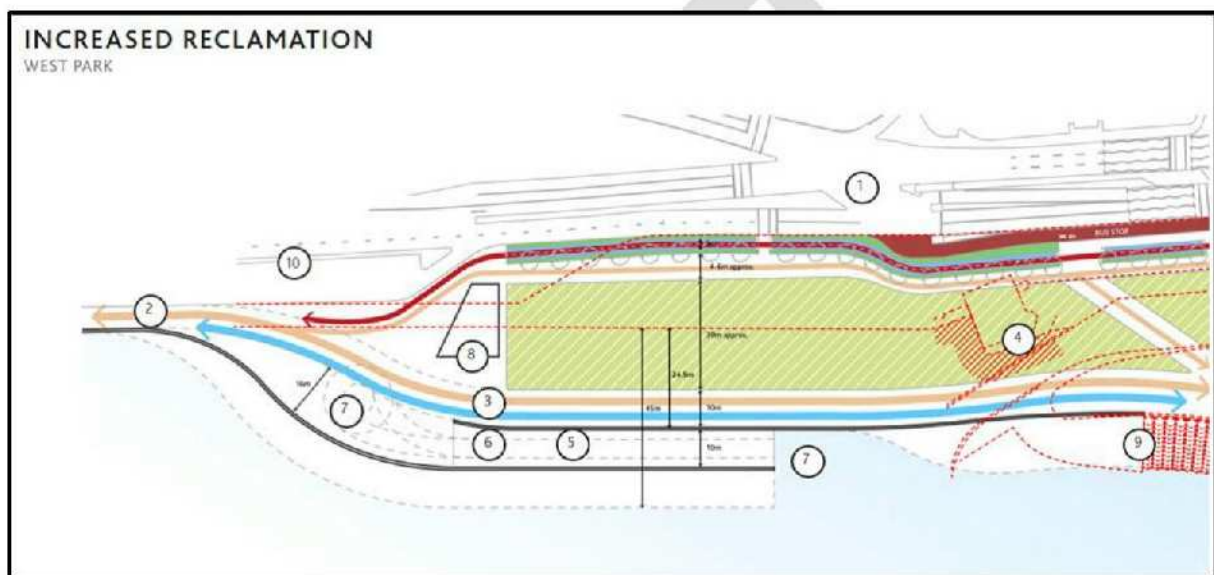 INCREASED RECLAMATION
WEST PARK
1
10
BUS STOP
2
4
8
24.5m
3
16m
7
45m
10m
6
5
10m
7
9